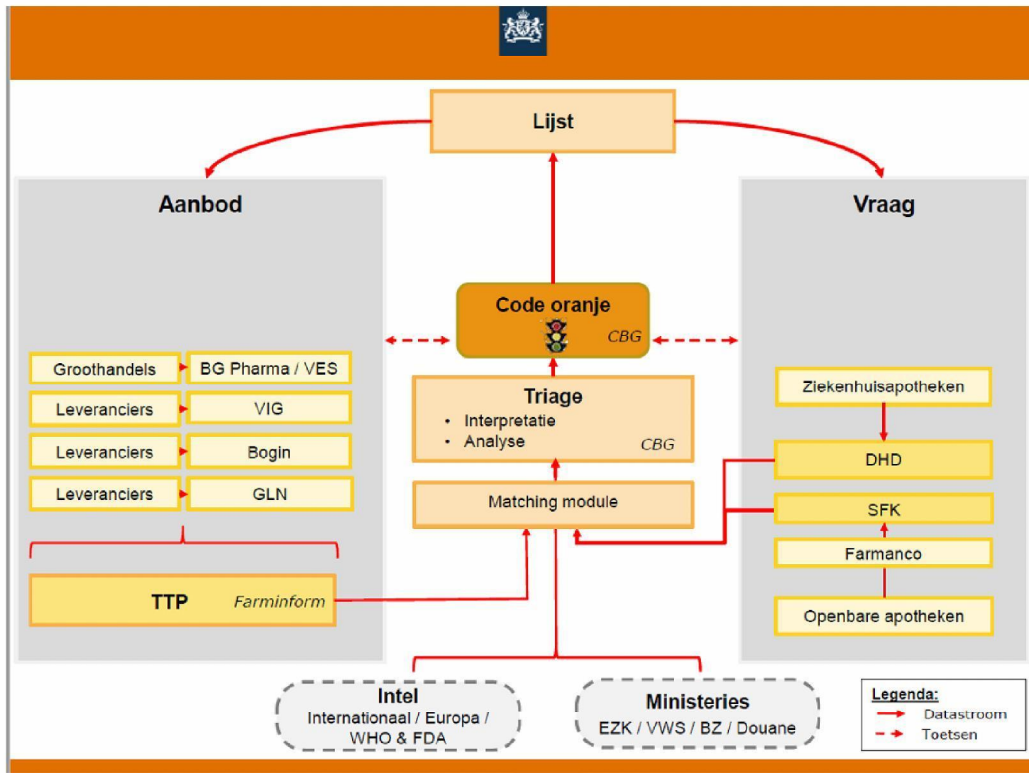 Lijst
Aanbod
Groothandels
BG Pharma / VES
Leveranciers
VIG
Leveranciers
Bogin
Leveranciers
GLN
TTP
Farminform
Code oranje
CBG
Triage
• Interpretatie
• Analyse
CBG
Matching module
Vraag
Ziekenhuisapotheken
DHD
SFK
Farmanco
Openbare apotheken
Intel
Internationaal / Europa /
WHO & FDA
Ministeries
EZK / VWS / BZ / Douane
Legenda:
Datastroom
Toetsen